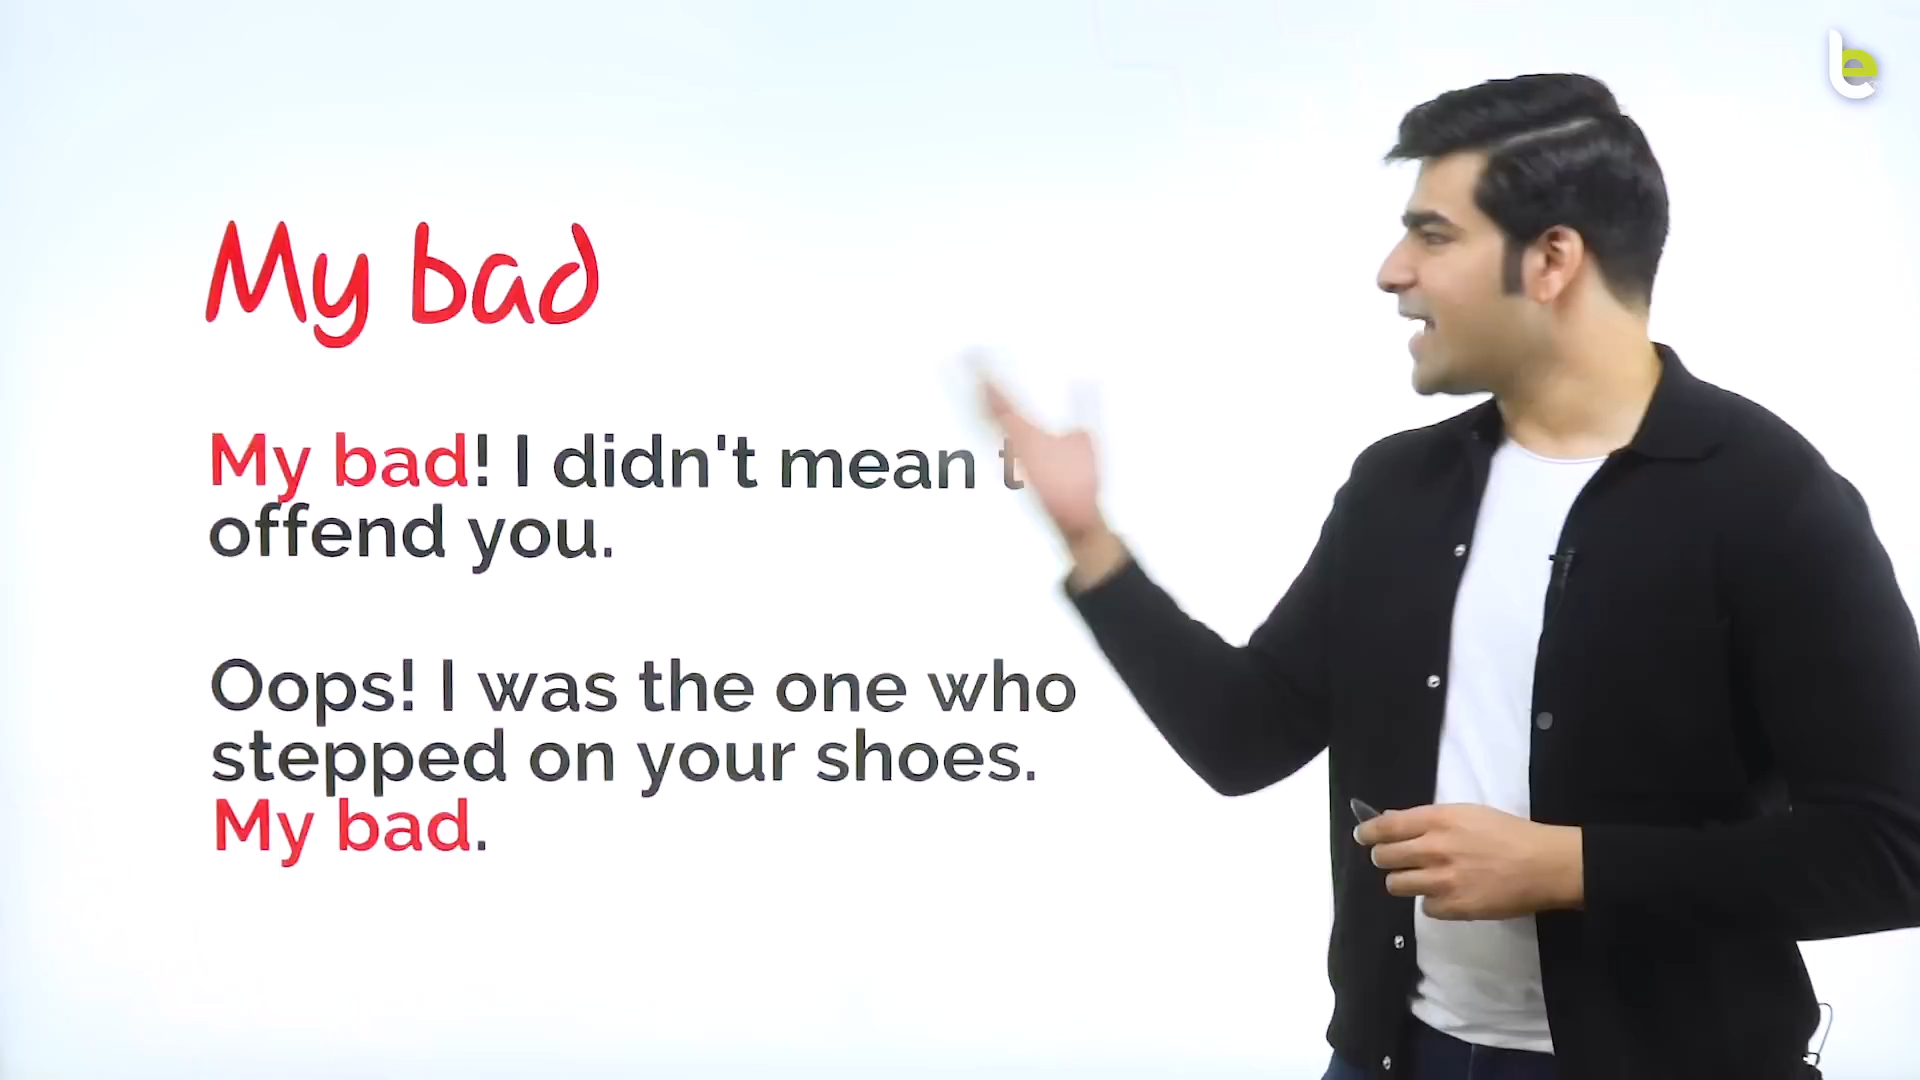 My bad
My bad! I didn't mean t
offend you.
Oops! I was the one who
stepped on your shoes.
My bad.